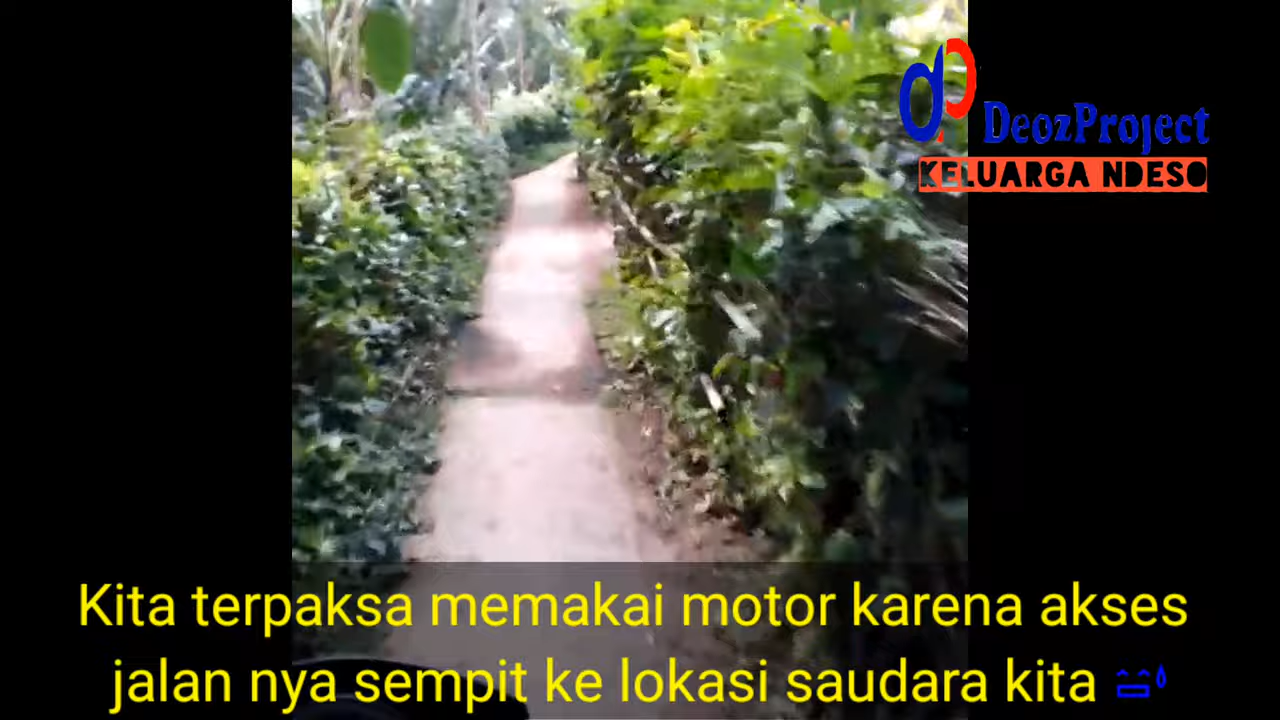 DeozProject
KELUARGA NDESO
Kita terpaksa memakai motor karena akses
jalan nya sempit ke lokasi saudara kita 😅